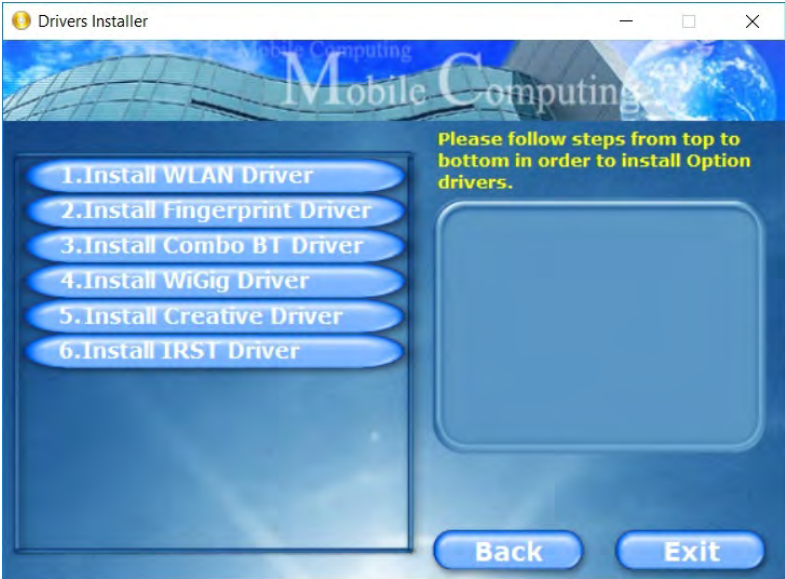 Drivers Installer
Mobile Computing
Mobile Computing
Please follow steps from top to
bottom in order to install Option
drivers.
1.Install WLAN Driver
2.Install Fingerprint Driver
3.Install Combo BT Driver
4.Install WiGig Driver
5.Install Creative Driver
6.Install IRST Driver
Back
Exit